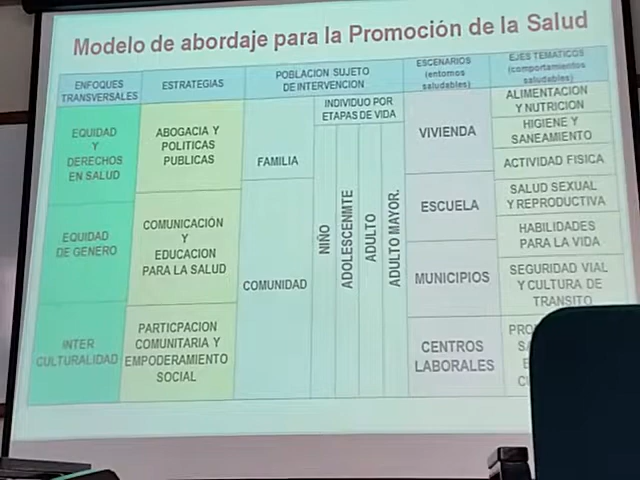 Modelo de abordaje para la Promoción de la Salud
ENFOQUES
TRANSVERSALES
ESTRATEGIAS
POBLACION SUJETO
DE INTERVENCION
ESCENARIOS
(entornos
saludables)
EJES TEMATICOS
(comportamientos
saludables)
EQUIDAD
Y
DERECHOS
EN SALUD
EQUIDAD
DE GENERO
INTER
CULTURALIDAD
ABOGACIA Y
POLITICAS
PUBLICAS
COMUNICACIÓN
Y
EDUCACION
PARA LA SALUD
PARTICPACION
COMUNITARIA Y
EMPODERAMIENTO
SOCIAL
FAMILIA
COMUNIDAD
INDIVIDUO POR
ETAPAS DE VIDA
NIÑO
ADOLESCENMTE
ADULTO
ADULTO MAYOR.
VIVIENDA
ESCUELA
MUNICIPIOS
CENTROS
LABORALES
ALIMENTACION
Y NUTRICION
HIGIENE Y
SANEAMIENTO
ACTIVIDAD FISICA
SALUD SEXUAL
Y REPRODUCTIVA
HABILIDADES
PARA LA VIDA
SEGURIDAD VIAL
Y CULTURA DE
TRANSITO